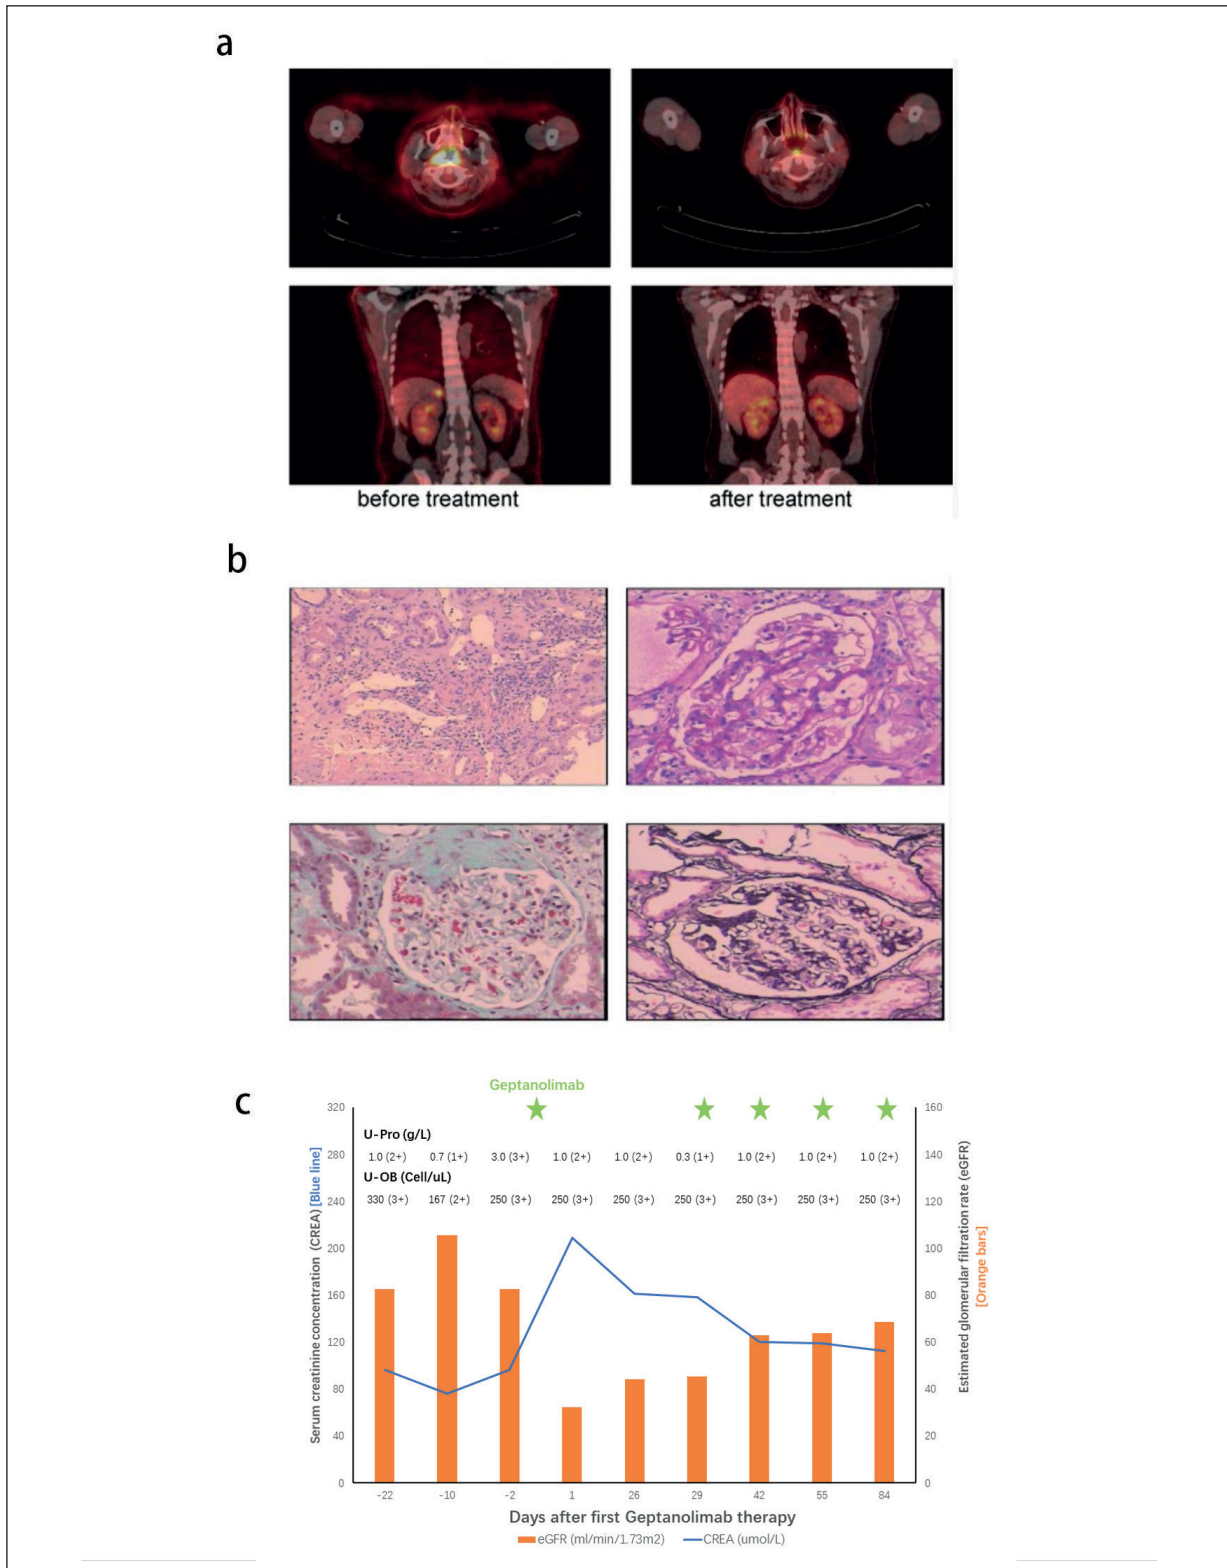 a
before treatment
after treatment
b
c
Geptanolimab
320
280
240
200
160
120
80
40
0
Serum creatinine concentration (CREA) [Blue line]
U-Pro (g/L)
1.0 (2+) 0.7 (1+) 3.0 (3+) 1.0 (2+) 1.0 (2+) 0.3 (1+) 1.0 (2+) 1.0 (2+) 1.0 (2+)
U-OB (Cell/uL)
330 (3+) 167 (2+) 250 (3+) 250 (3+) 250 (3+) 250 (3+) 250 (3+) 250 (3+) 250 (3+)
160
140
120
100
80
60
40
20
0
Estimated glomerular filtration rate (eGFR)
[Orange bars]
-22 -10 -2 1 26 29 42 55 84
Days after first Geptanolimab therapy
eGFR (ml/min/1.73m2) CREA (umol/L)